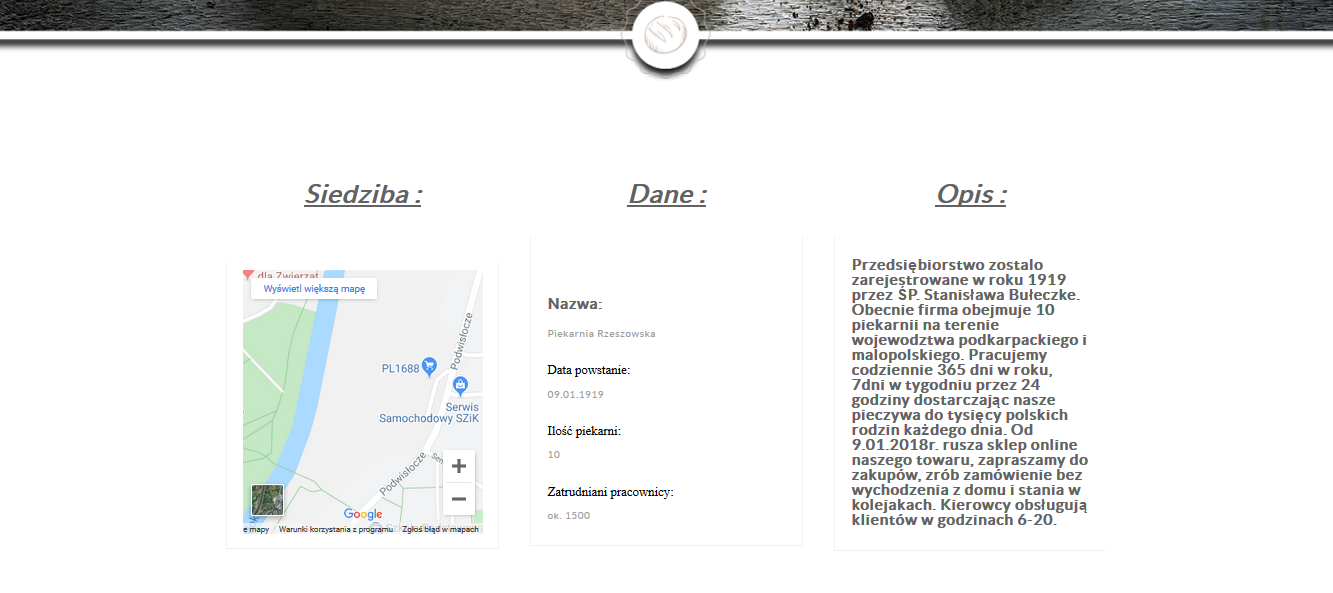 Siedziba :
dla Zwierząt
Wyświetl większą mapę
Podwisłocze
PL1688
Serwis
Samochodowy SZiK
Podwisłocze
Google
e mapy
Warunki korzystania z programu
Zgłoś błąd w mapach
Dane :
Nazwa:
Piekarnia Rzeszowska
Data powstanie:
09.01.1919
Ilość piekarni:
10
Zatrudniani pracownicy:
ok. 1500
Opis :
Przedsiębiorstwo zostalo
zarejestrowane w roku 1919
przez ŚP. Stanisława Bułeczke.
Obecnie firma obejmuje 10
piekarnii na terenie
wojewodztwa podkarpackiego i
malopolskiego. Pracujemy
codziennie 365 dni w roku,
7dni w tygodniu przez 24
godziny dostarczając nasze
pieczywa do tysięcy polskich
rodzin każdego dnia. Od
9.01.2018r. rusza sklep online
naszego towaru, zapraszamy do
zakupów, zrób zamówienie bez
wychodzenia z domu i stania w
kolejakach. Kierowcy obsługują
klientów w godzinach 6-20.